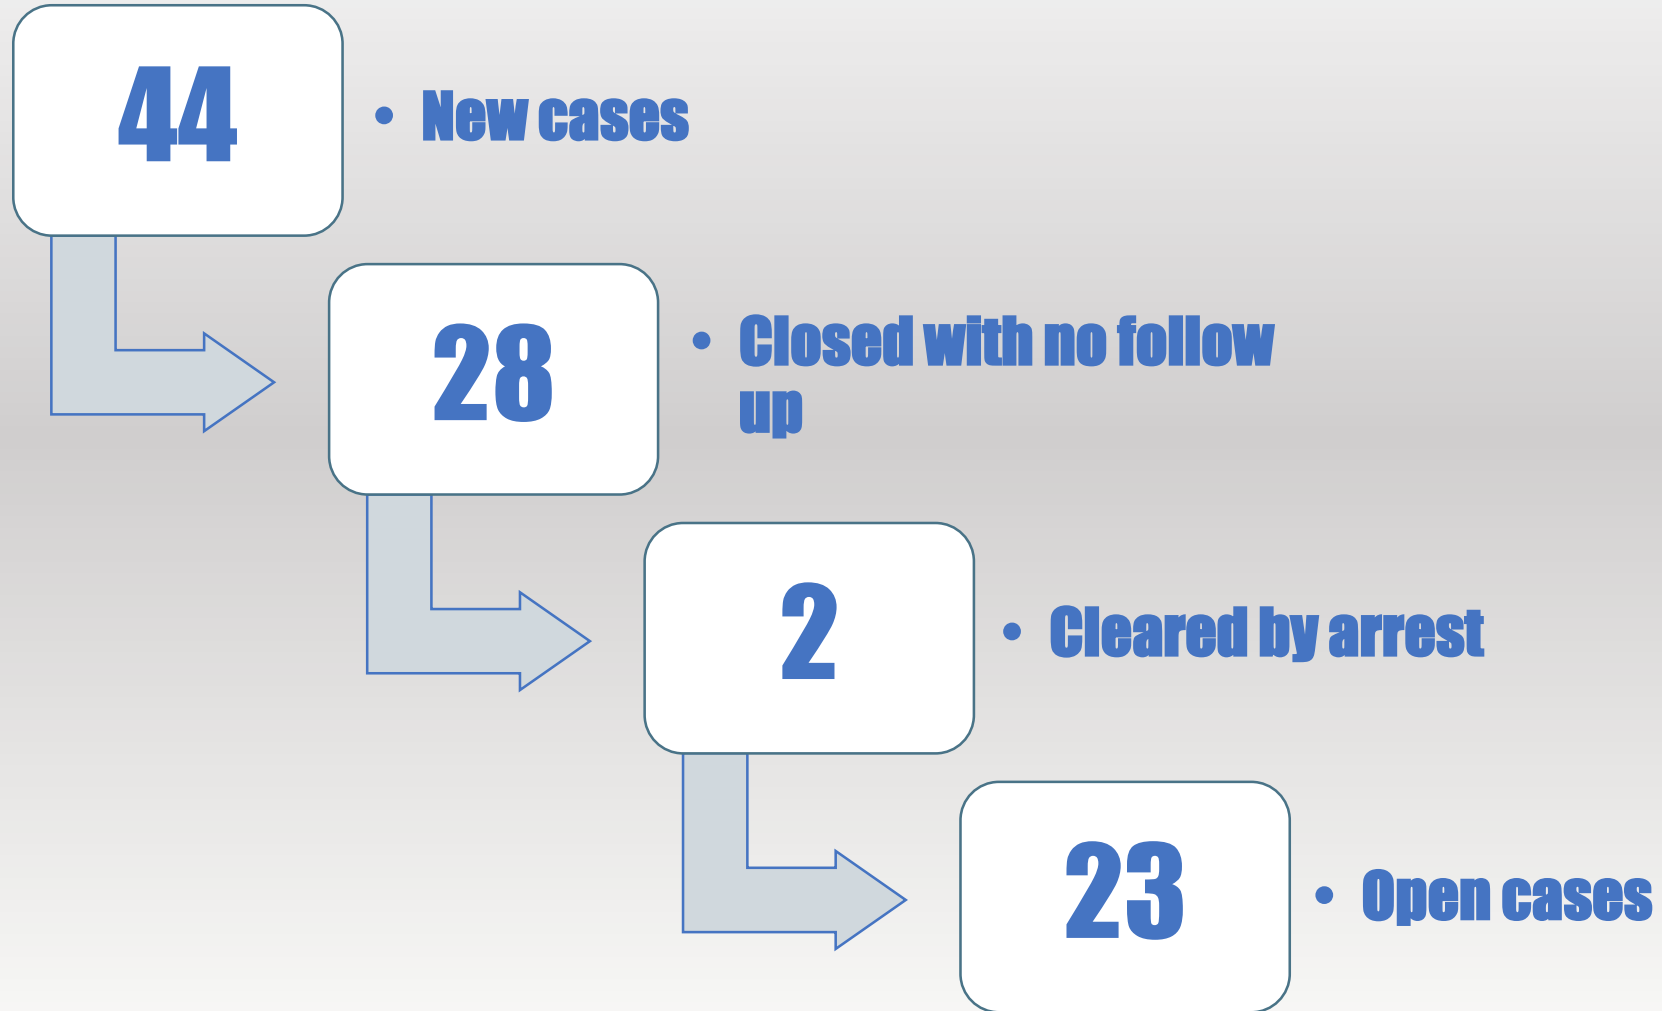 44
• New cases
28
• Closed with no follow
up
2
• Cleared by arrest
23
• Open cases